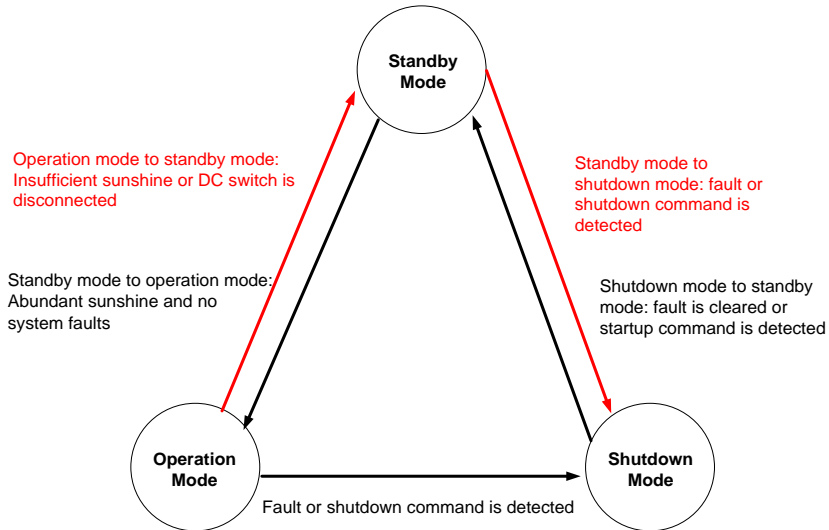 Standby
Mode
Operation mode to standby mode:
Insufficient sunshine or DC switch is
disconnected
Standby mode to
shutdown mode: fault or
shutdown command is
detected
Standby mode to operation mode:
Abundant sunshine and no
system faults
Shutdown mode to standby
mode: fault is cleared or
startup command is detected
Operation
Mode
Shutdown
Mode
Fault or shutdown command is detected